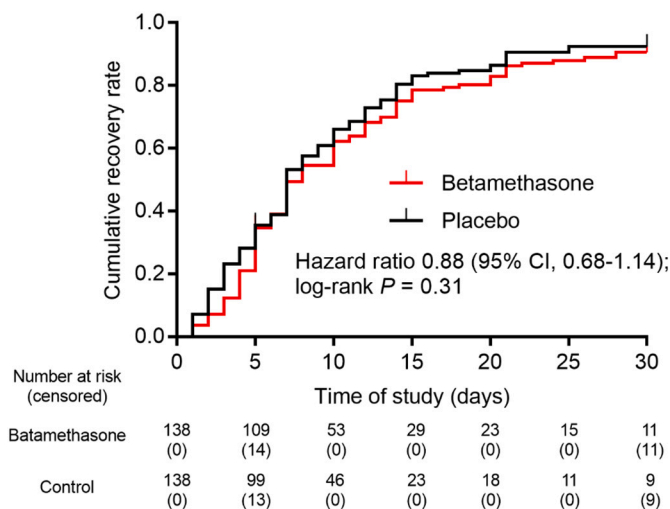 1.0
0.8
0.6
0.4
0.2
0.0
Cumulative recovery rate
Betamethasone
Placebo
Hazard ratio 0.88 (95% CI, 0.68-1.14);
log-rank P = 0.31
0 5 10 15 20 25 30
Time of study (days)
Number at risk
(censored)
Batamethasone 138 109 53 29 23 15 11
(0) (14) (0) (0) (0) (0) (11)
Control 138 99 46 23 18 11 9
(0) (13) (0) (0) (0) (0) (9)